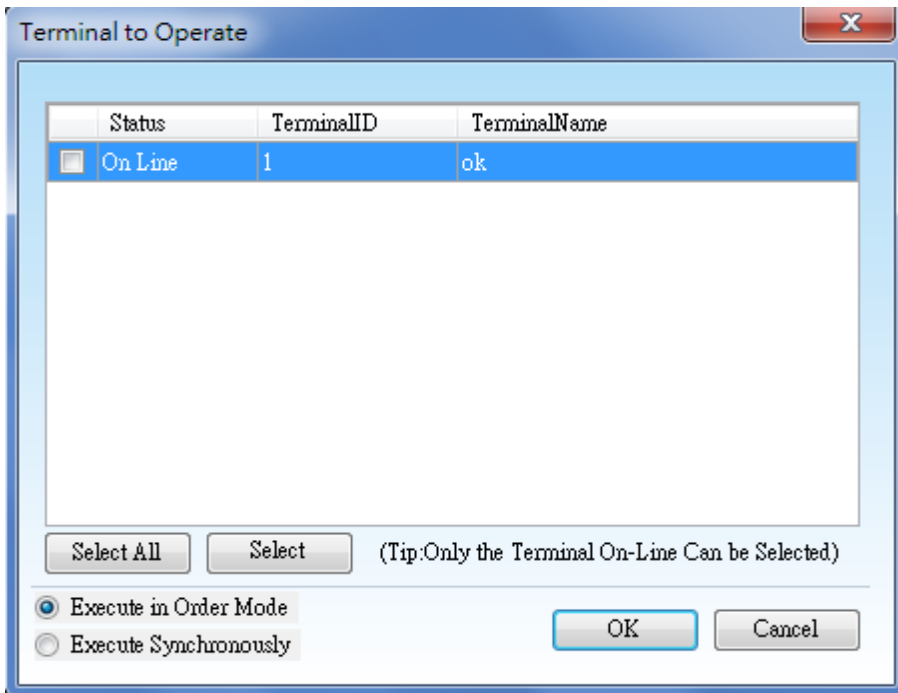 Terminal to Operate
Status TerminalID TerminalName
On Line 1 ok
Select All Select (Tip:Only the Terminal On-Line Can be Selected)
Execute in Order Mode
Execute Synchronously
OK Cancel